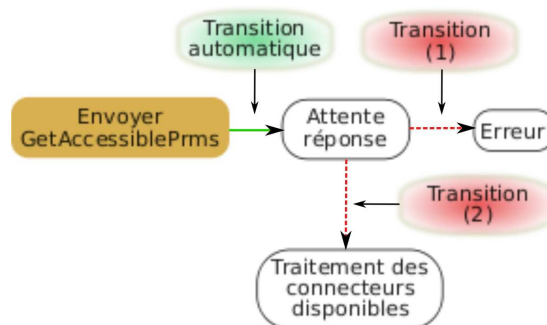 Transition
automatique
Transition
(1)
Envoyer
GetAccessiblePrms
Attente
réponse
Erreur
Transition
(2)
Traitement des
connecteurs
disponibles